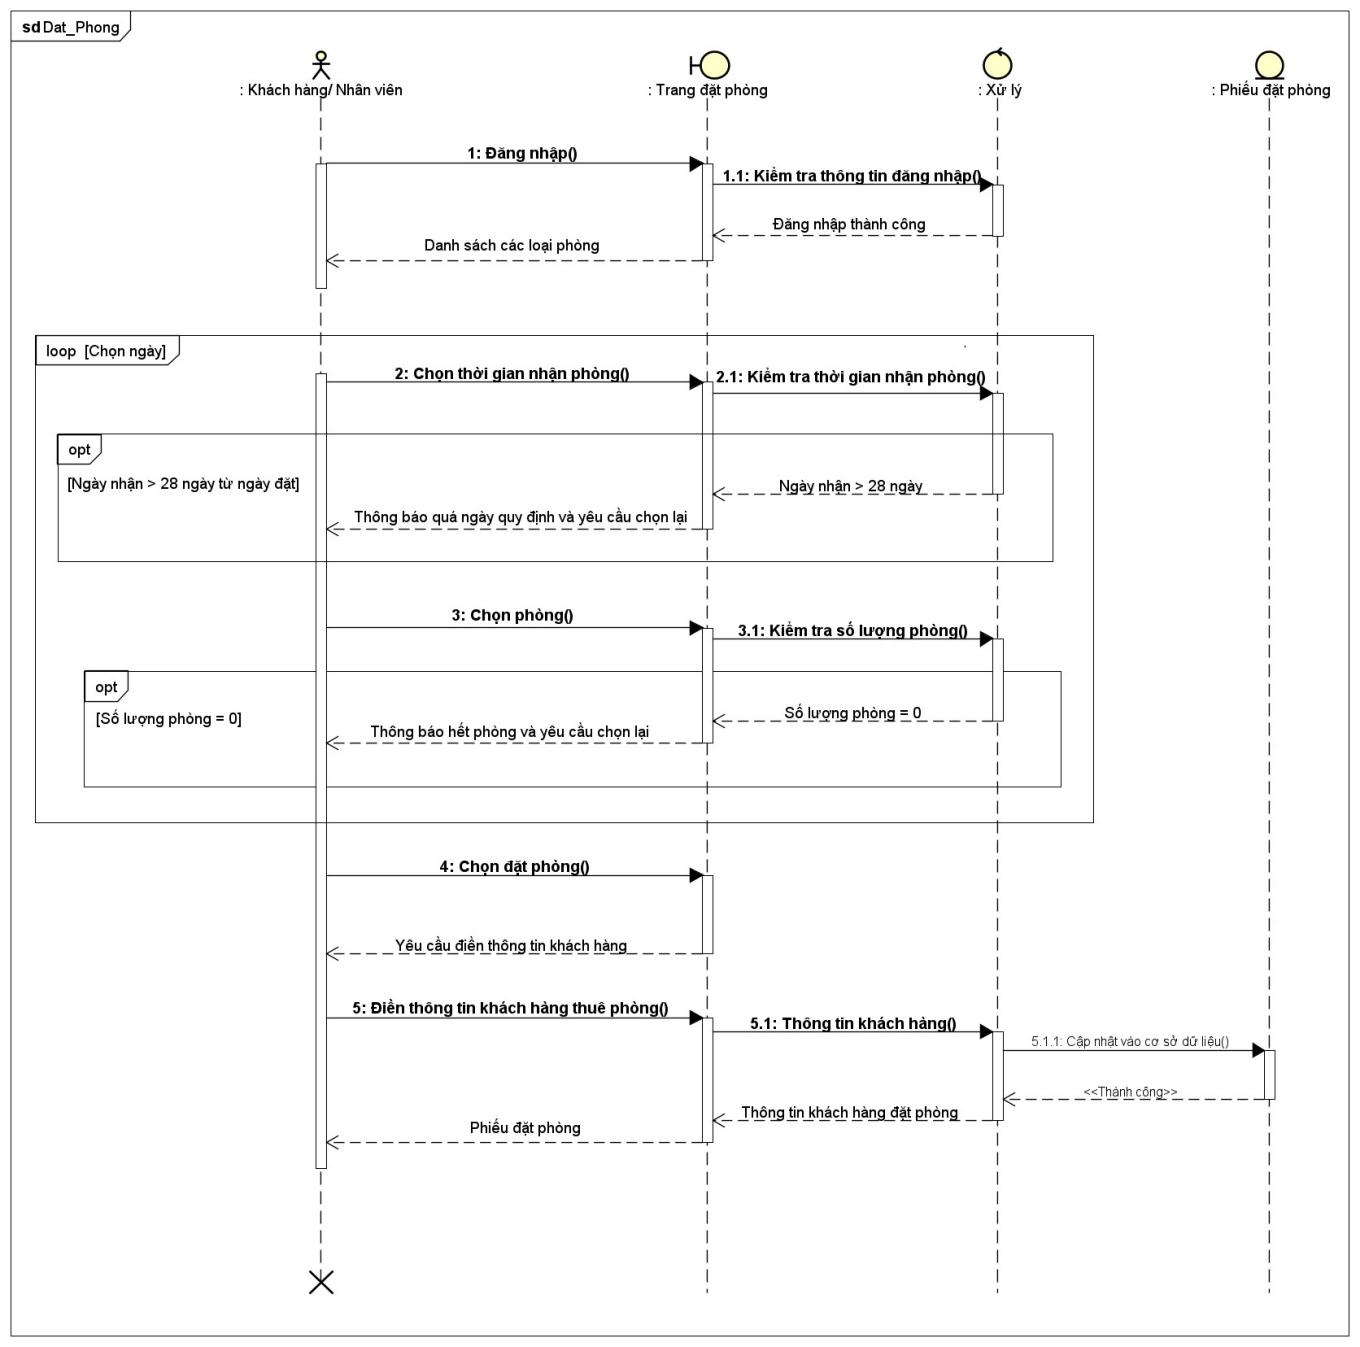 sd Dat_Phong
: Khách hàng/ Nhân viên
: Trang đặt phòng
: Xử lý
: Phiếu đặt phòng
1: Đăng nhập()
1.1: Kiểm tra thông tin đăng nhập()
Đăng nhập thành công
Danh sách các loại phòng
loop [Chọn ngày]
2: Chọn thời gian nhận phòng()
2.1: Kiểm tra thời gian nhận phòng()
opt
[Ngày nhận > 28 ngày từ ngày đặt]
Ngày nhận > 28 ngày
Thông báo quá ngày quy định và yêu cầu chọn lại
3: Chọn phòng()
3.1: Kiểm tra số lượng phòng()
opt
[Số lượng phòng = 0]
Số lượng phòng = 0
Thông báo hết phòng và yêu cầu chọn lại
4: Chọn đặt phòng()
Yêu cầu điền thông tin khách hàng
5: Điền thông tin khách hàng thuê phòng()
5.1: Thông tin khách hàng()
5.1.1: Cập nhật vào cơ sở dữ liệu()
<<Thành công>>
Thông tin khách hàng đặt phòng
Phiếu đặt phòng